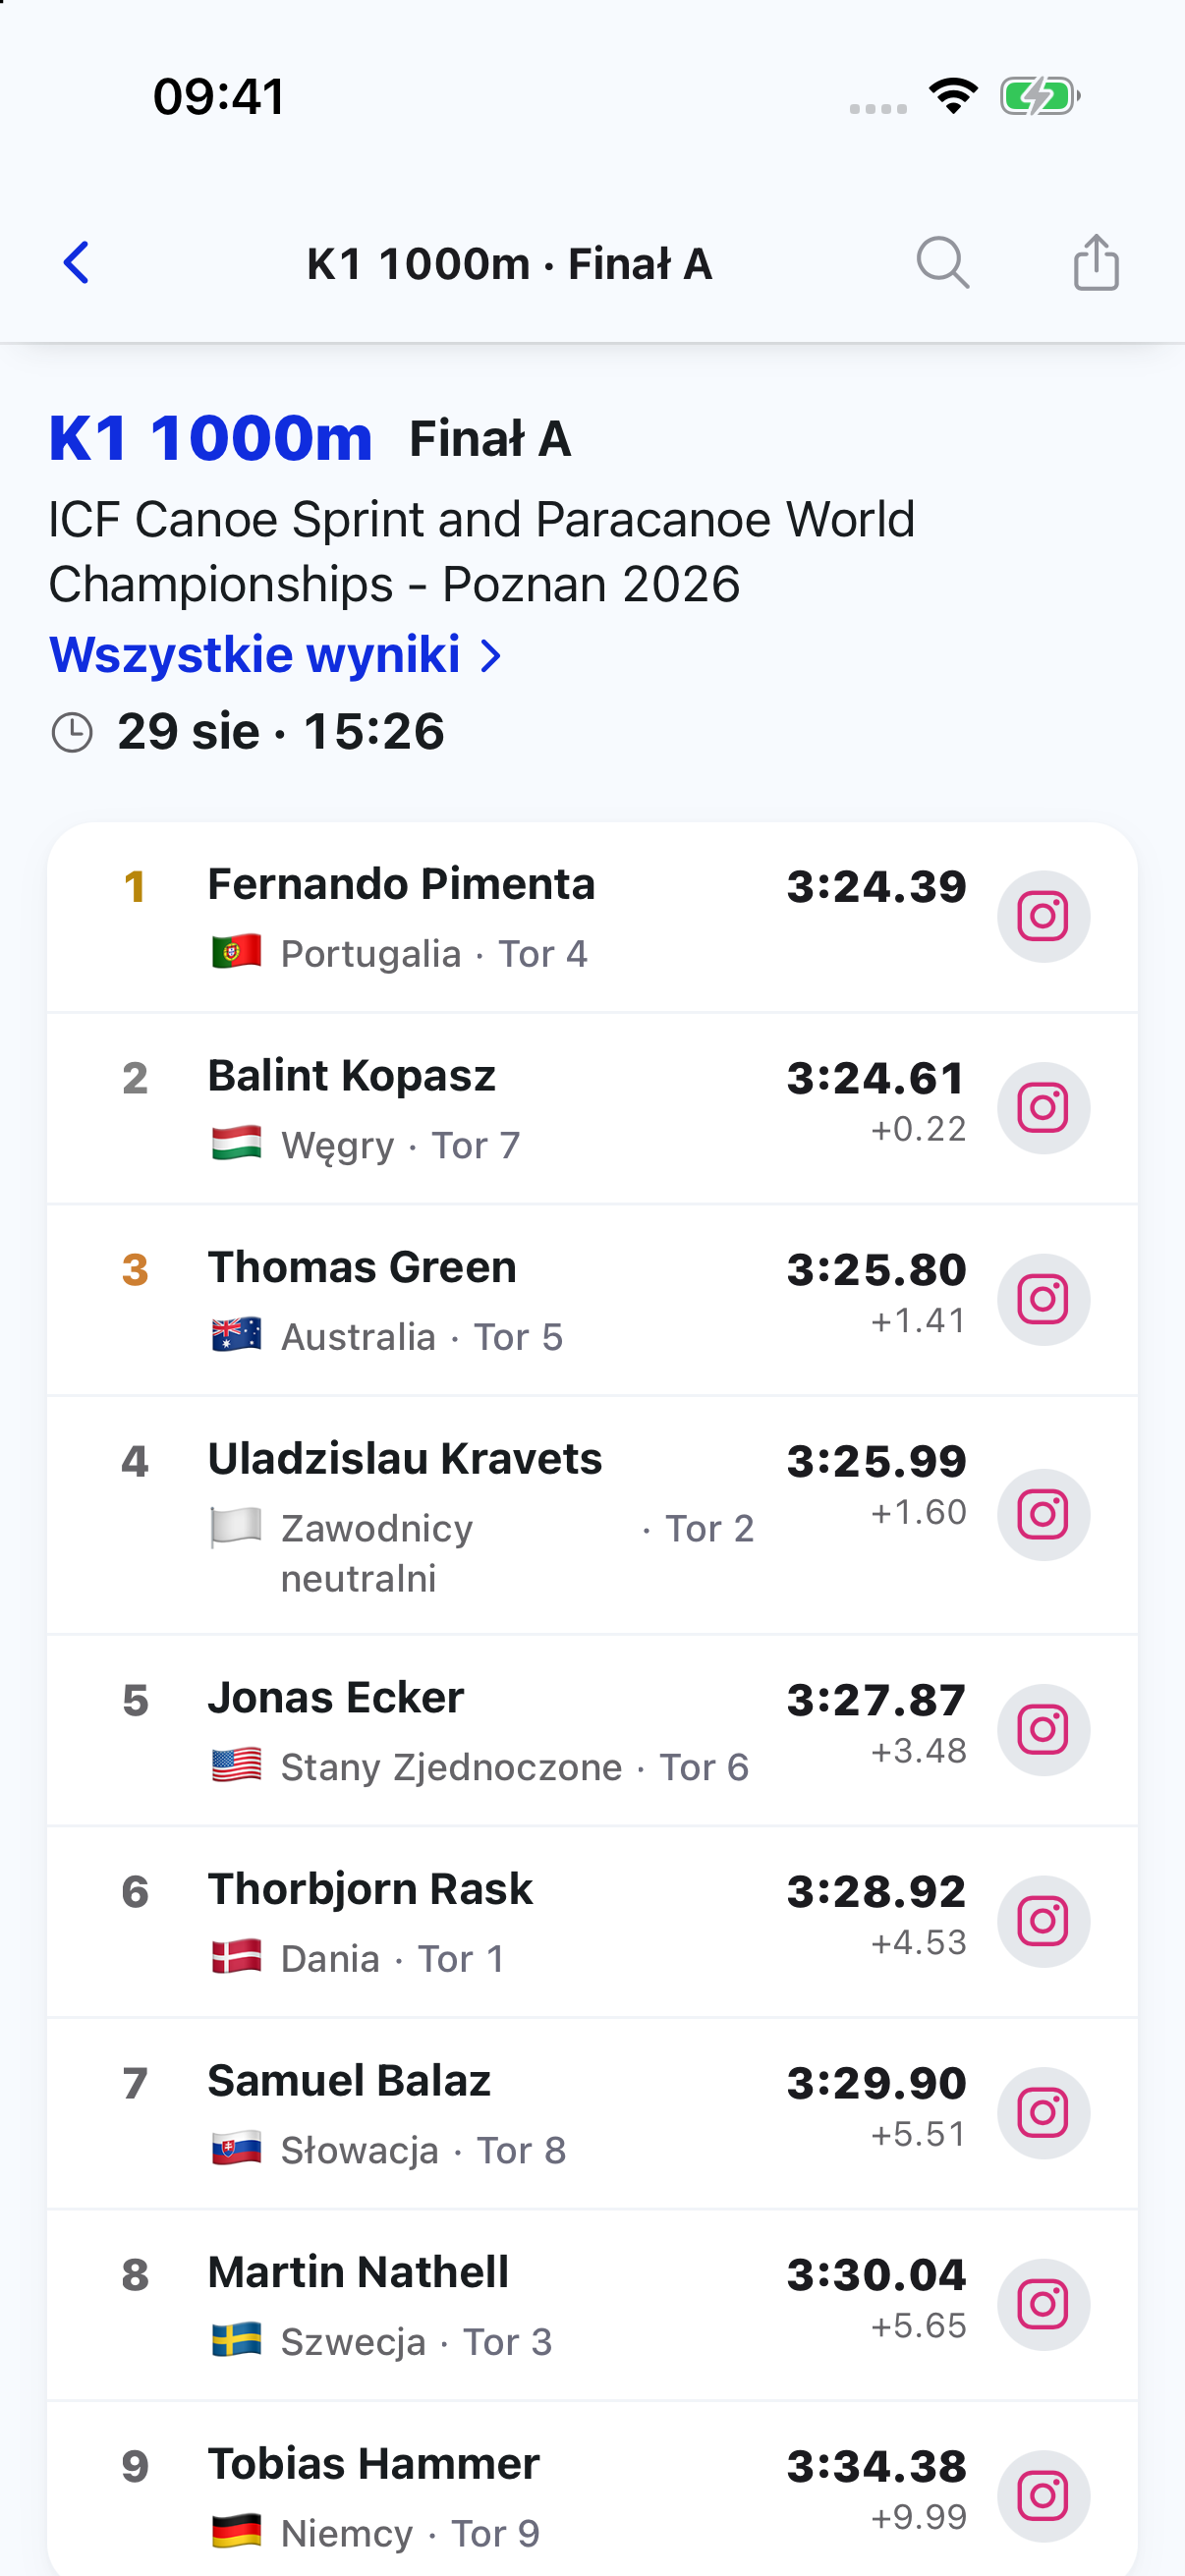 09:41
K1 1000m · Finał A
K1 1000m Finał A
ICF Canoe Sprint and Paracanoe World
Championships - Poznan 2026
Wszystkie wyniki >
29 sie · 15:26
1 Fernando Pimenta 3:24.39
Portugalia · Tor 4
2 Balint Kopasz 3:24.61
Węgry · Tor 7 +0.22
3 Thomas Green 3:25.80
Australia · Tor 5 +1.41
4 Uladzislau Kravets 3:25.99
Zawodnicy · Tor 2 +1.60
neutralni
5 Jonas Ecker 3:27.87
Stany Zjednoczone · Tor 6 +3.48
6 Thorbjorn Rask 3:28.92
Dania · Tor 1 +4.53
7 Samuel Balaz 3:29.90
Słowacja · Tor 8 +5.51
8 Martin Nathell 3:30.04
Szwecja · Tor 3 +5.65
9 Tobias Hammer 3:34.38
Niemcy · Tor 9 +9.99